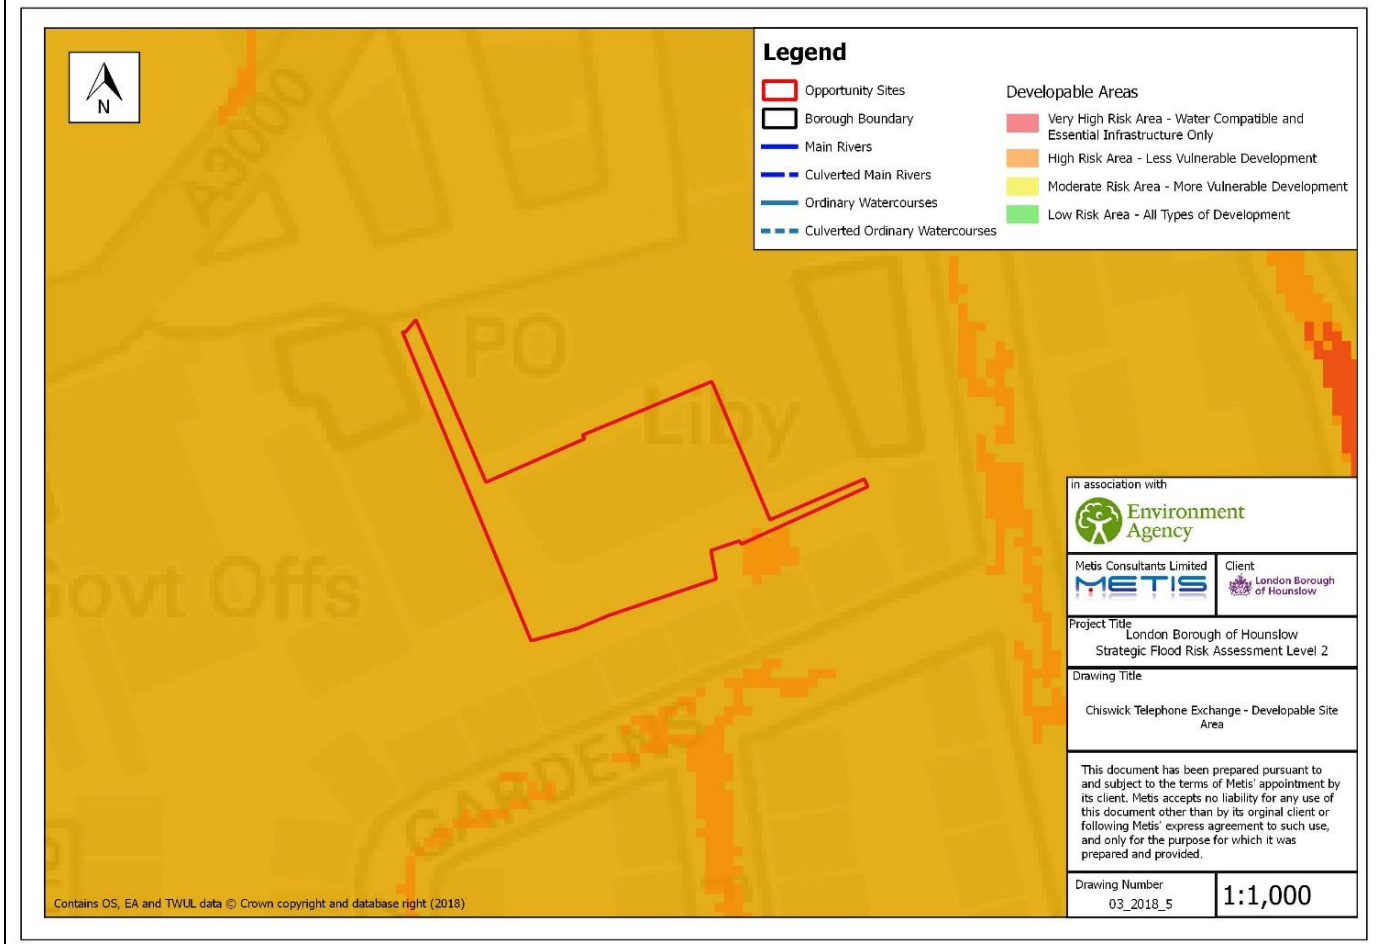 N
A3000
PO
Liby
Govt Offs
GARDENS
Legend
Opportunity Sites
Borough Boundary
Main Rivers
Culverted Main Rivers
Ordinary Watercourses
Culverted Ordinary Watercourses
Developable Areas
Very High Risk Area - Water Compatible and
Essential Infrastructure Only
High Risk Area - Less Vulnerable Development
Moderate Risk Area - More Vulnerable Development
Low Risk Area - All Types of Development
in association with
Environment
Agency
Metis Consultants Limited
METIS
Client
London Borough
of Hounslow
Project Title
London Borough of Hounslow
Strategic Flood Risk Assessment Level 2
Drawing Title
Chiswick Telephone Exchange - Developable Site
Area
This document has been prepared pursuant to
and subject to the terms of Metis' appointment by
its client. Metis accepts no liability for any use of
this document other than by its orginal client or
following Metis' express agreement to such use,
and only for the purpose for which it was
prepared and provided.
Drawing Number
03_2018_5
1:1,000
Contains OS, EA and TWUL data © Crown copyright and database right (2018)